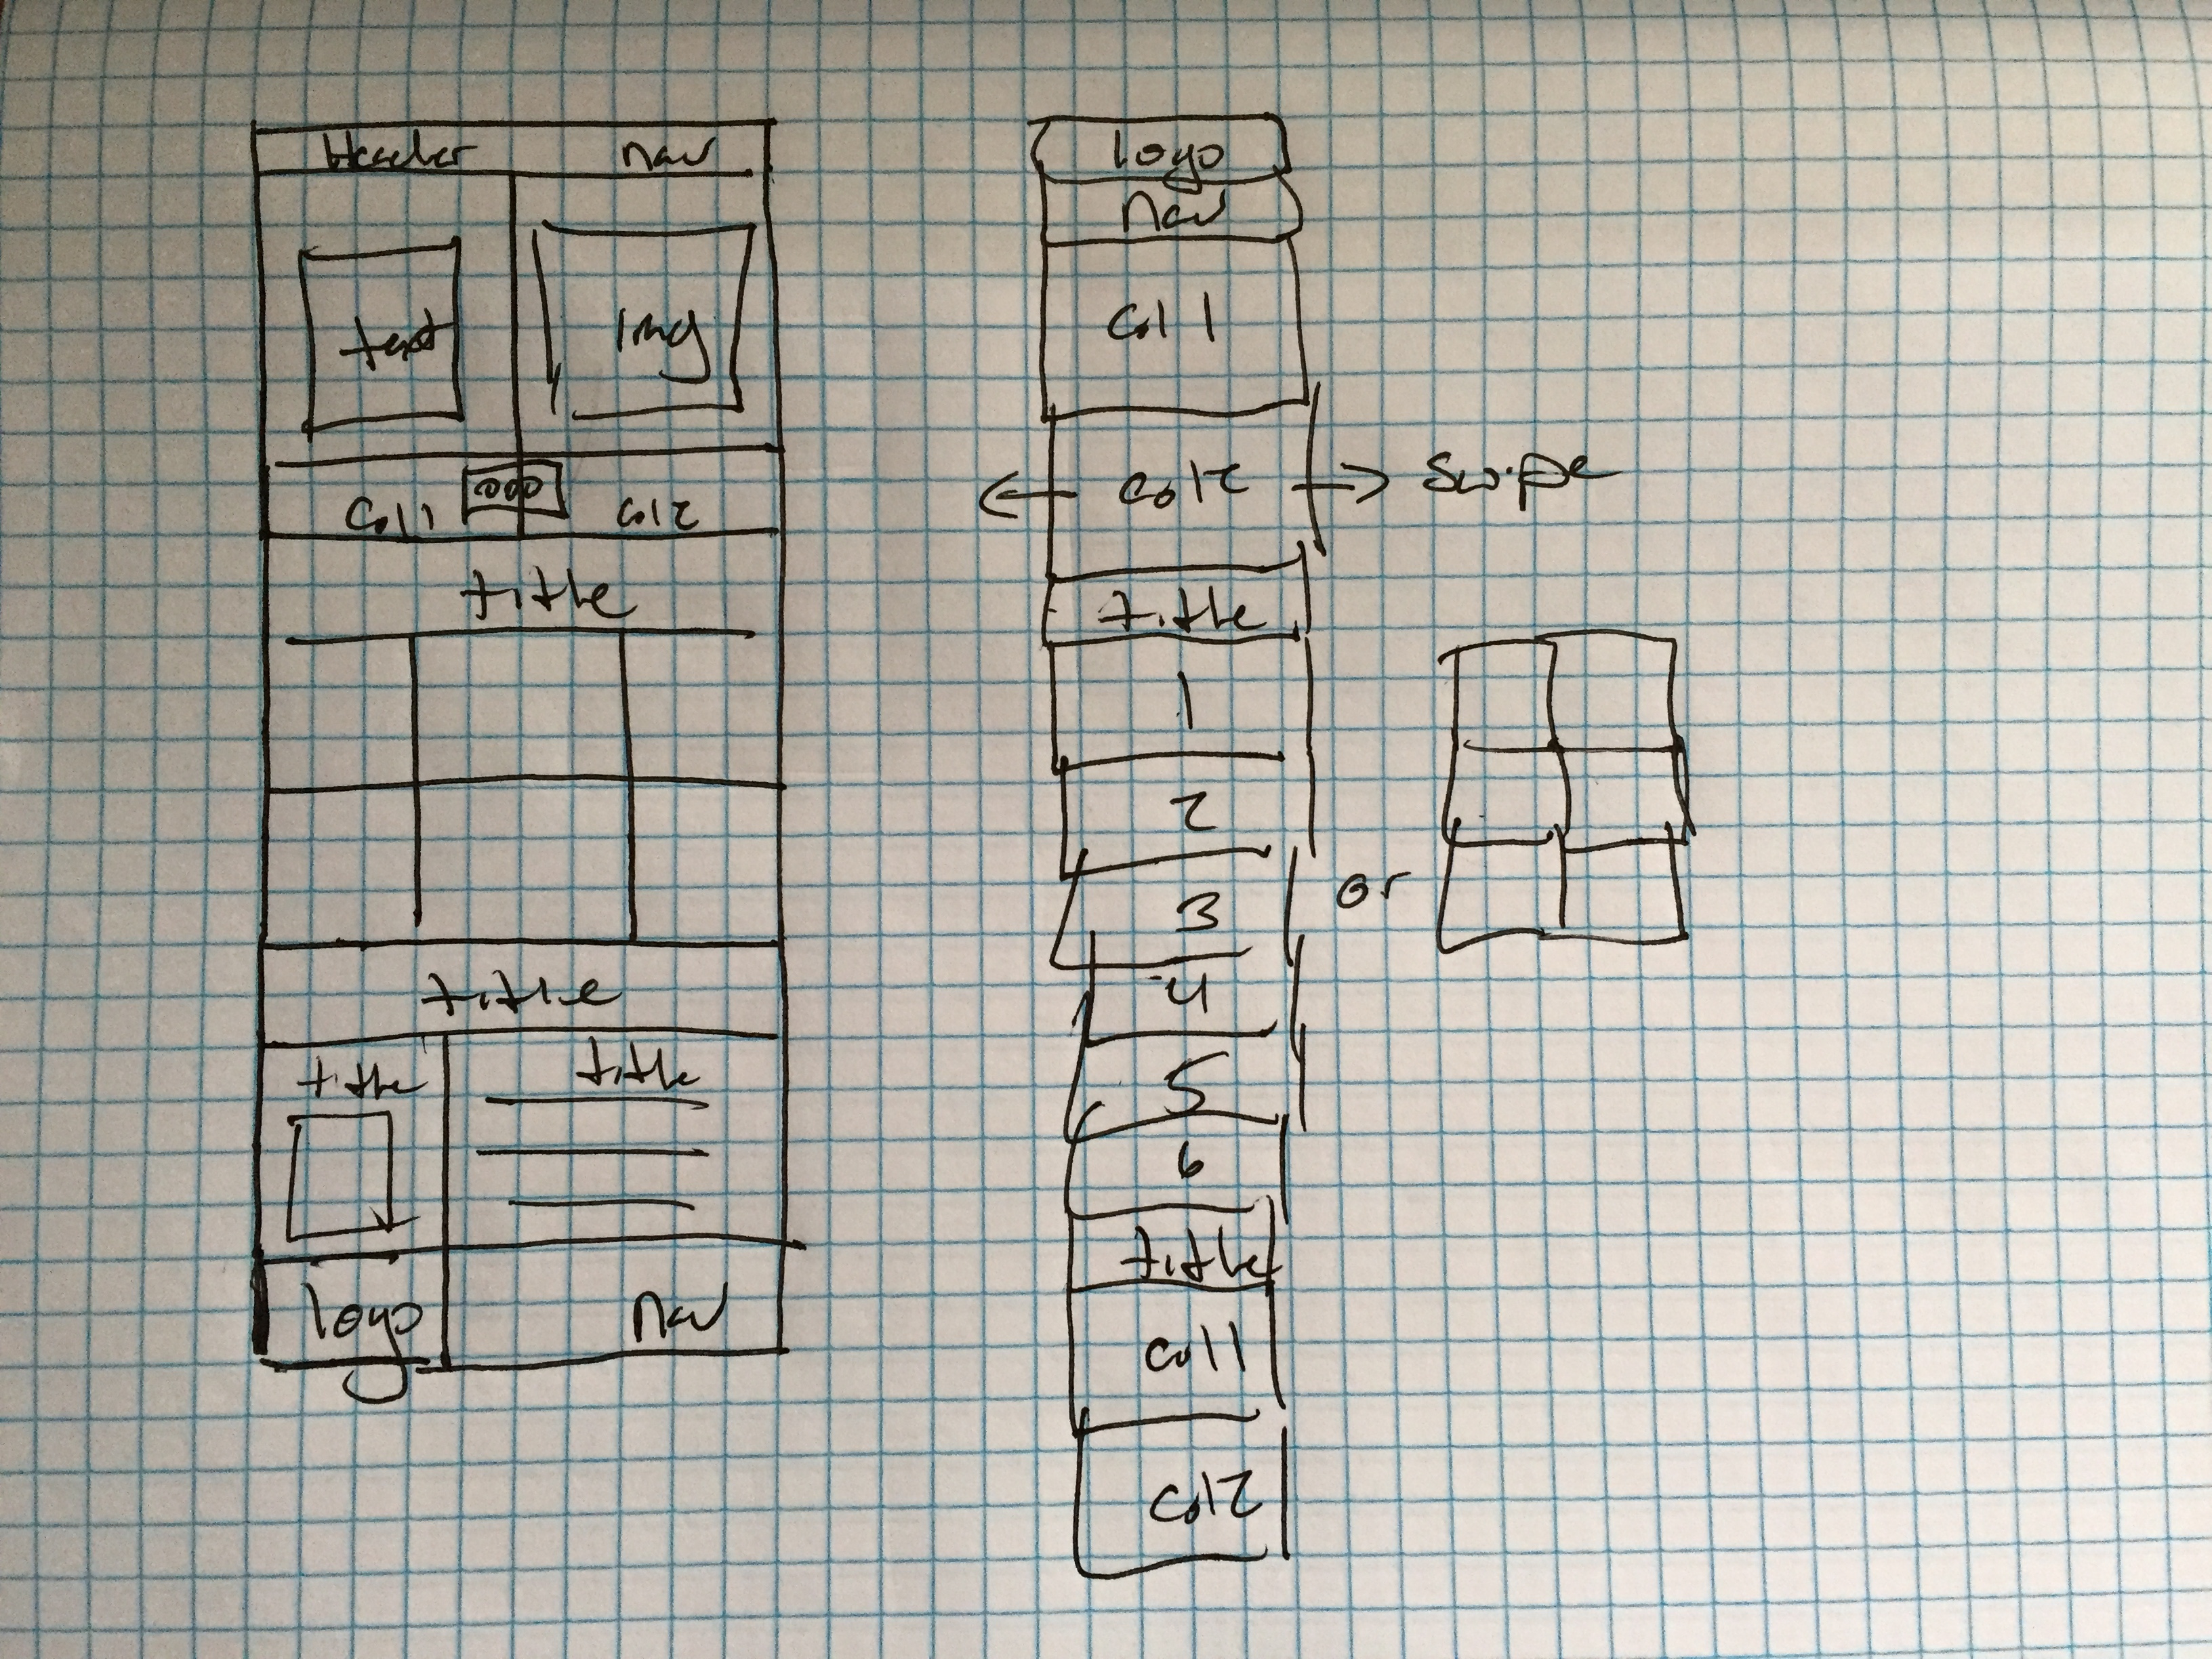 Header nav
text Img
Col 1 col 2
title
title
title title
logo nav
logo
nav
col 1
col 2 swipe
title
1
2
3 or
4
5
6
title
col 1
col 2